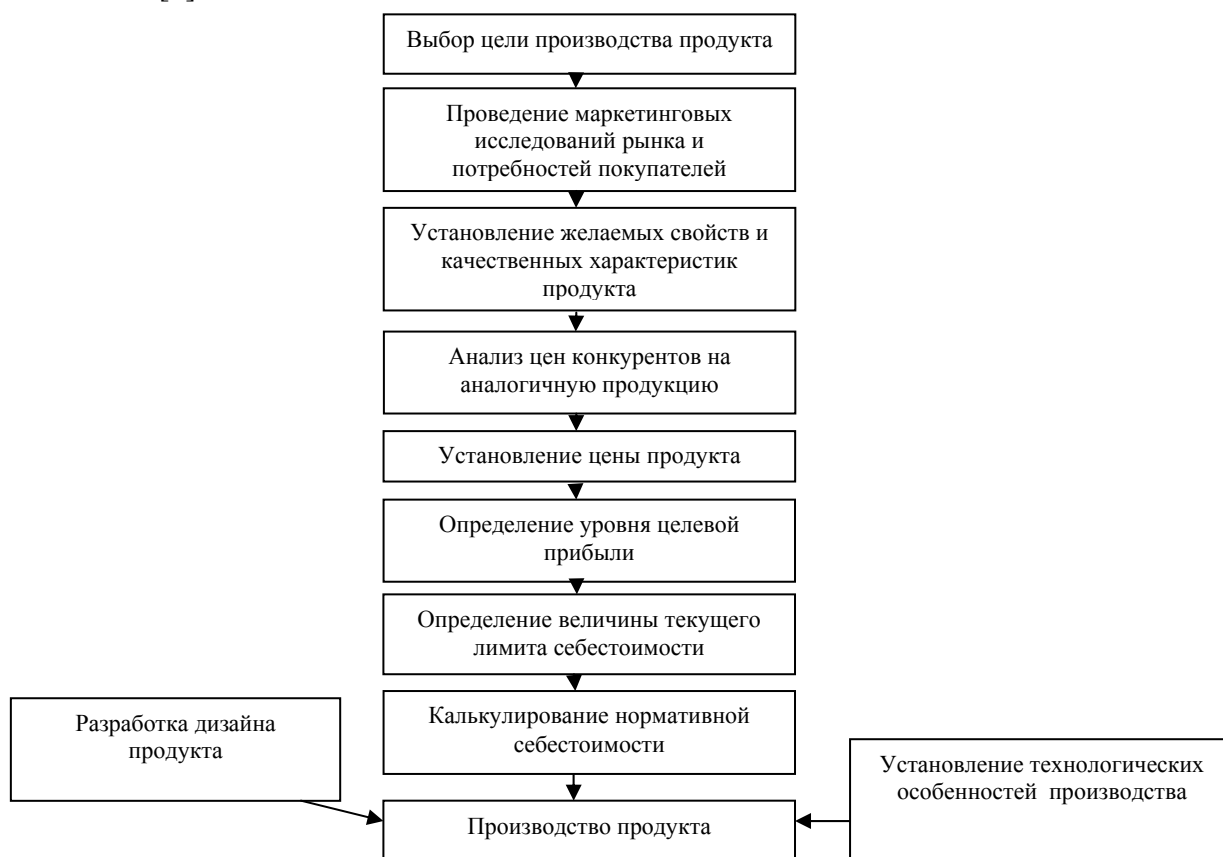 Выбор цели производства продукта
Проведение маркетинговых
исследований рынка и
потребностей покупателей
Установление желаемых свойств и
качественных характеристик
продукта
Анализ цен конкурентов на
аналогичную продукцию
Установление цены продукта
Определение уровня целевой
прибыли
Определение величины текущего
лимита себестоимости
Калькулирование нормативной
себестоимости
Разработка дизайна
продукта
Установление технологических
особенностей производства
Производство продукта